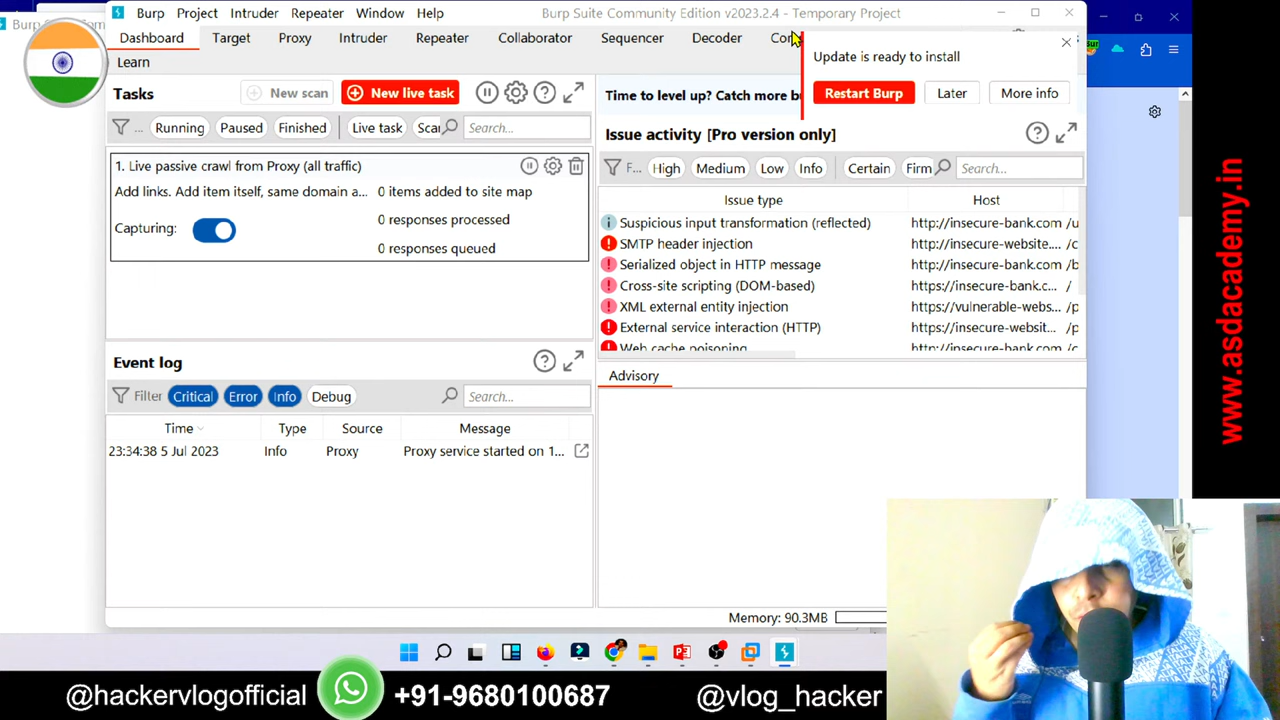 Burp Project Intruder Repeater Window Help
Burp Suite Community Edition v2023.2.4 - Temporary Project
Dashboard Target Proxy Intruder Repeater Collaborator Sequencer Decoder
Learn
Update is ready to install
Restart Burp Later More info
Tasks New scan New live task
Running Paused Finished Live task Search...
1. Live passive crawl from Proxy (all traffic)
Add links. Add item itself, same domain a... 0 items added to site map
Capturing: 0 responses processed
0 responses queued
Time to level up? Catch more
Issue activity [Pro version only]
F... High Medium Low Info Certain Firm Search...
Issue type Host
Suspicious input transformation (reflected) http://insecure-bank.com /u
SMTP header injection http://insecure-website.... /c
Serialized object in HTTP message http://insecure-bank.com /b
Cross-site scripting (DOM-based) https://insecure-bank.c... /
XML external entity injection https://vulnerable-webs... /p
External service interaction (HTTP) https://insecure-websit... /p
Web cache poisoning
Advisory
Event log
Filter Critical Error Info Debug Search...
Time Type Source Message
23:34:38 5 Jul 2023 Info Proxy Proxy service started on 1...
Memory: 90.3MB
www.asdacademy.in
@hackervlogofficial +91-9680100687 @vlog_hacker